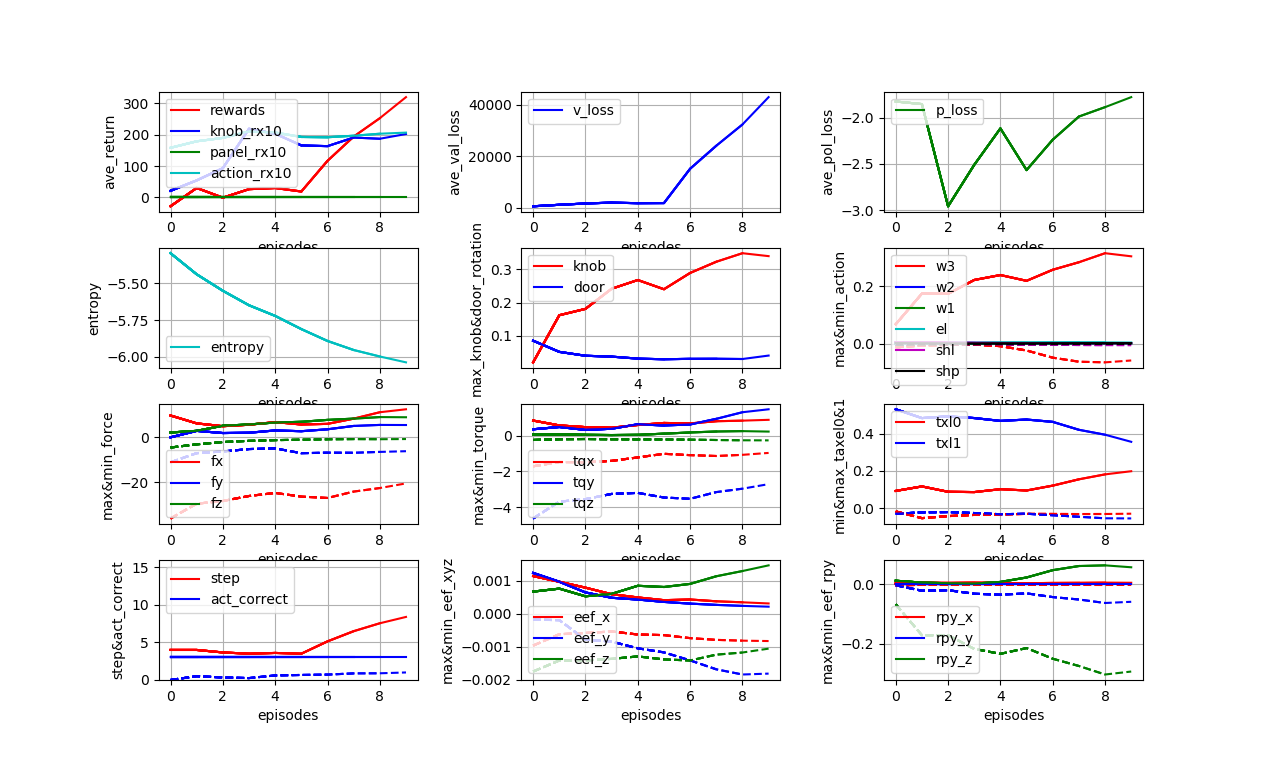 ave_return
300
200
100
0
rewards
knob_rx10
panel_rx10
action_rx10
0 2 4 6 8
episodes
ave_val_loss
40000
20000
0
v_loss
0 2 4 6 8
ave_pol_loss
−2.0
−2.5
−3.0
p_loss
0 2 4 6 8
episodes
entropy
−5.50
−5.75
−6.00
entropy
0 2 4 6 8
episodes
max_knob&door_rotation
0.3
0.2
0.1
knob
door
0 2 4 6 8
max&min_action
0.2
0.0
w3
w2
w1
el
shl
shp
0 2 4 6 8
episodes
max&min_force
0
−20
fx
fy
fz
0 2 4 6 8
episodes
max&min_torque
0
−2
−4
tqx
tqy
tqz
0 2 4 6 8
episodes
min&max_taxel0&1
0.4
0.2
0.0
txl0
txl1
0 2 4 6 8
episodes
step&act_correct
15
10
5
0
step
act_correct
0 2 4 6 8
episodes
max&min_eef_xyz
0.001
0.000
−0.001
−0.002
eef_x
eef_y
eef_z
0 2 4 6 8
episodes
max&min_eef_rpy
0.0
−0.2
rpy_x
rpy_y
rpy_z
0 2 4 6 8
episodes